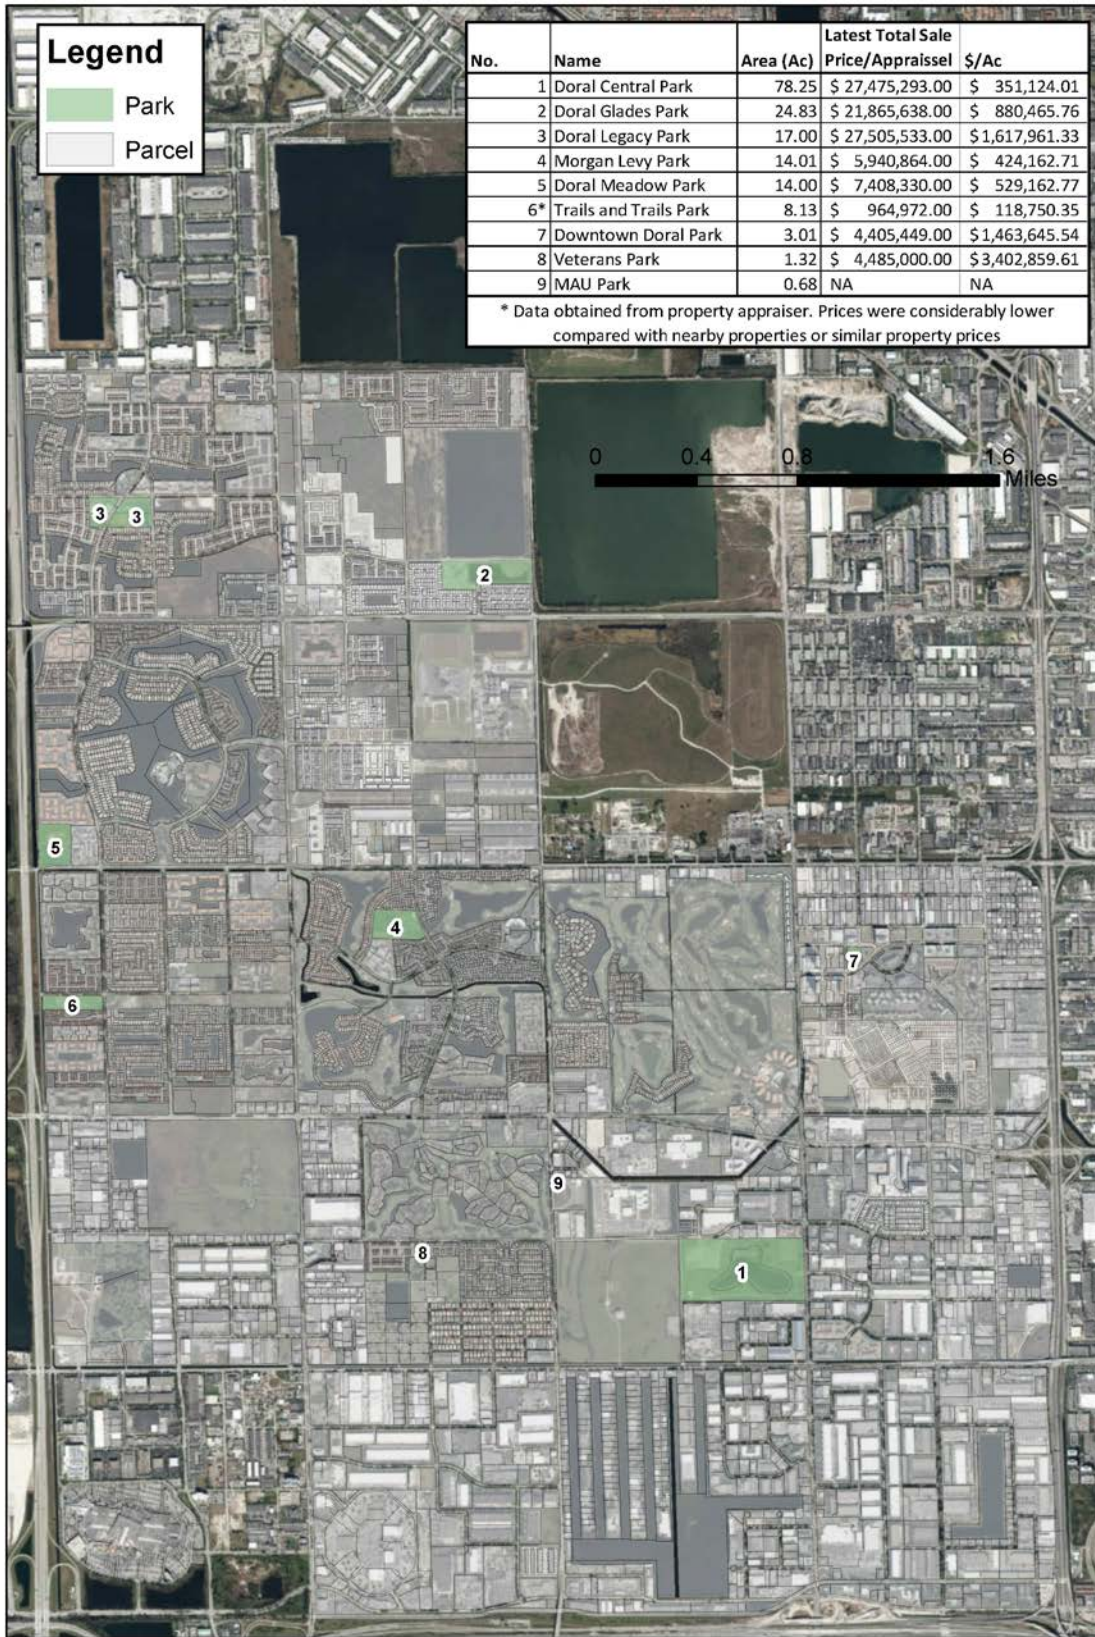 Legend
Park
Parcel
No. Name Area (Ac) Latest Total Sale Price/Appraissel $/Ac
1 Doral Central Park 78.25 $ 27,475,293.00 $ 351,124.01
2 Doral Glades Park 24.83 $ 21,865,638.00 $ 880,465.76
3 Doral Legacy Park 17.00 $ 27,505,533.00 $1,617,961.33
4 Morgan Levy Park 14.01 $ 5,940,864.00 $ 424,162.71
5 Doral Meadow Park 14.00 $ 7,408,330.00 $ 529,162.77
6* Trails and Trails Park 8.13 $ 964,972.00 $ 118,750.35
7 Downtown Doral Park 3.01 $ 4,405,449.00 $1,463,645.54
8 Veterans Park 1.32 $ 4,485,000.00 $3,402,859.61
9 MAU Park 0.68 NA NA
* Data obtained from property appraiser. Prices were considerably lower
compared with nearby properties or similar property prices
0 0.4 0.8 1.6
Miles
3 3
2
5
4
7
6
9
8
1